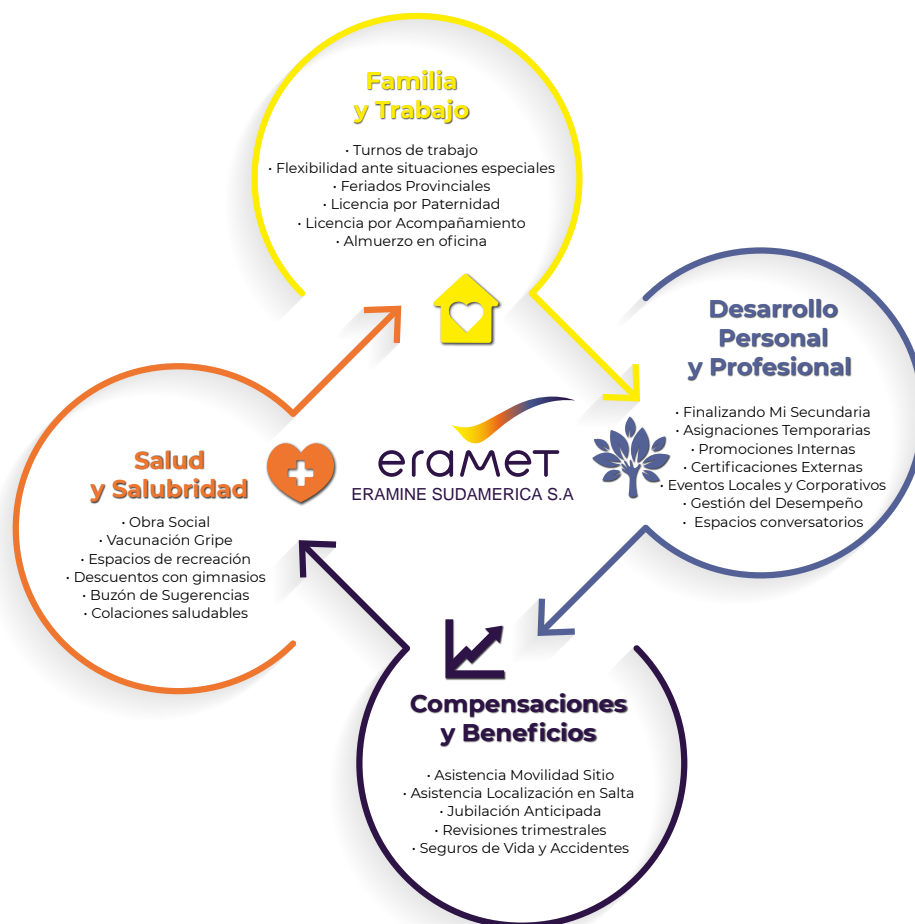 Familia
y Trabajo
• Turnos de trabajo
• Flexibilidad ante situaciones especiales
• Feriados Provinciales
• Licencia por Paternidad
• Licencia por Acompañamiento
• Almuerzo en oficina
Desarrollo
Personal
y Profesional
• Finalizando Mi Secundaria
• Asignaciones Temporarias
• Promociones Internas
• Certificaciones Externas
• Eventos Locales y Corporativos
• Gestión del Desempeño
• Espacios conversatorios
eramet
ERAMINE SUDAMERICA S.A
Salud
y Salubridad
• Obra Social
• Vacunación Gripe
• Espacios de recreación
• Descuentos con gimnasios
• Buzón de Sugerencias
• Colaciones saludables
Compensaciones
y Beneficios
• Asistencia Movilidad Sitio
• Asistencia Localización en Salta
• Jubilación Anticipada
• Revisiones trimestrales
• Seguros de Vida y Accidentes